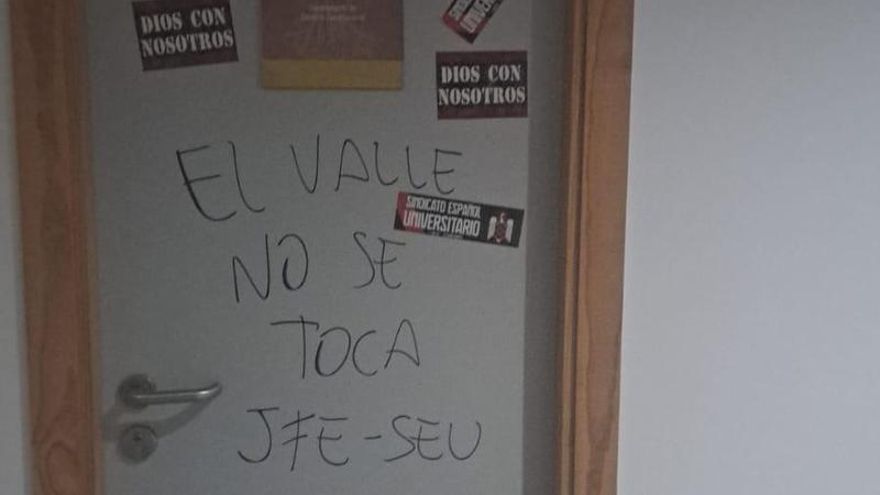 DIOS CON
NOSOTROS
DIOS CON
NOSOTROS
EL VALLE
SINDICATO ESPAÑOL
UNIVERSITARIO
NO SE
TOCA
JFE-SEU